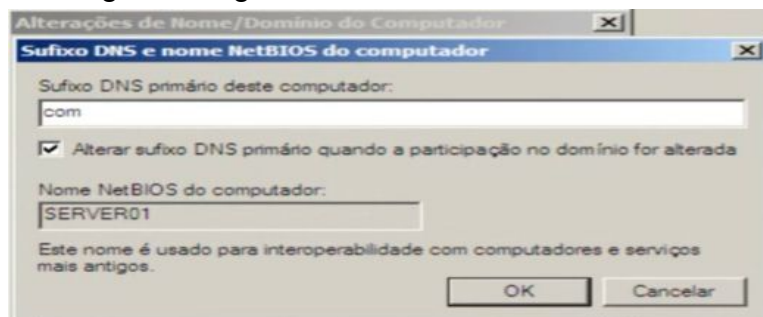 Alterações de Nome/Domínio do Computador
Sufixo DNS e nome NetBIOS do computador
Sufixo DNS primário deste computador:
com
Alterar sufixo DNS primário quando a participação no domínio for alterada
Nome NetBIOS do computador:
SERVER01
Este nome é usado para interoperabilidade com computadores e serviços
mais antigos.
OK Cancelar